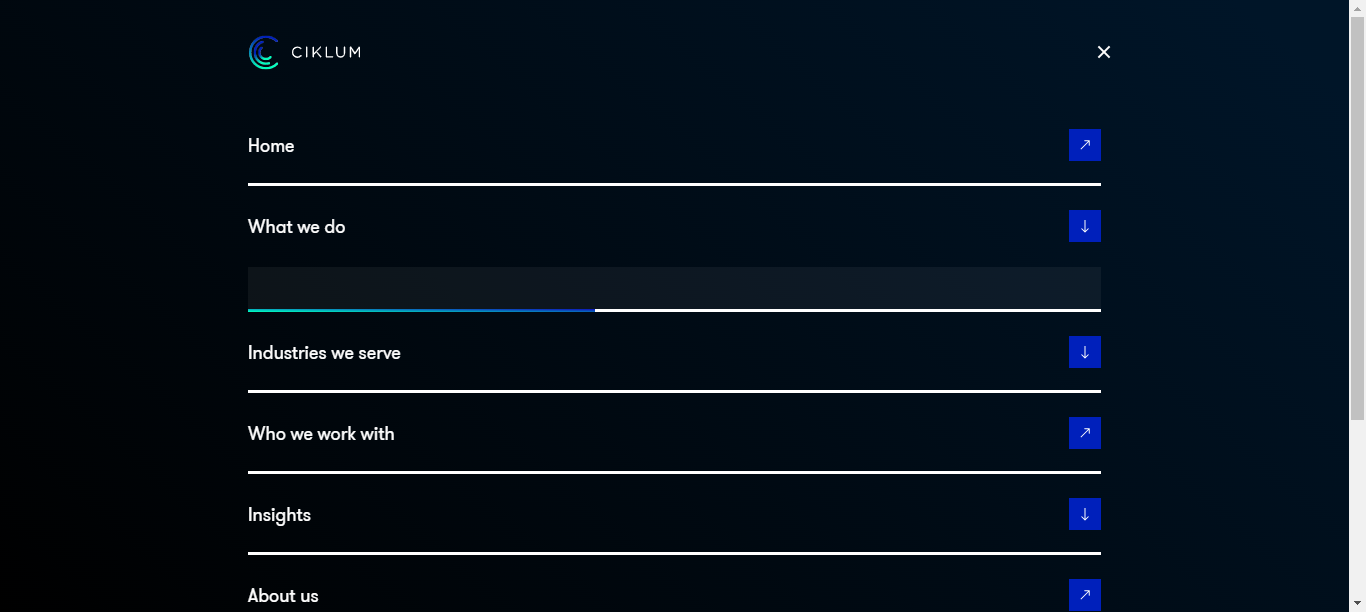 CIKLUM
Home
What we do
Industries we serve
Who we work with
Insights
About us